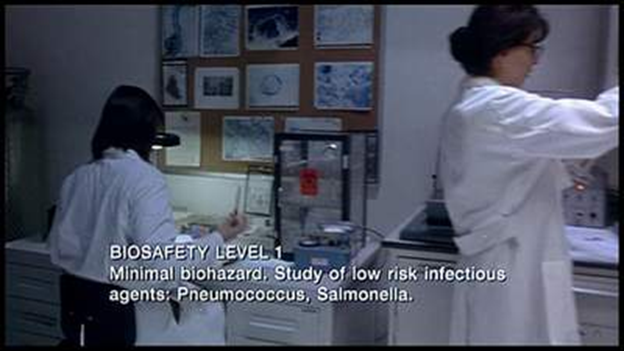 BIOSAFETY LEVEL 1
Minimal biohazard. Study of low risk infectious
agents: Pneumococcus, Salmonella.